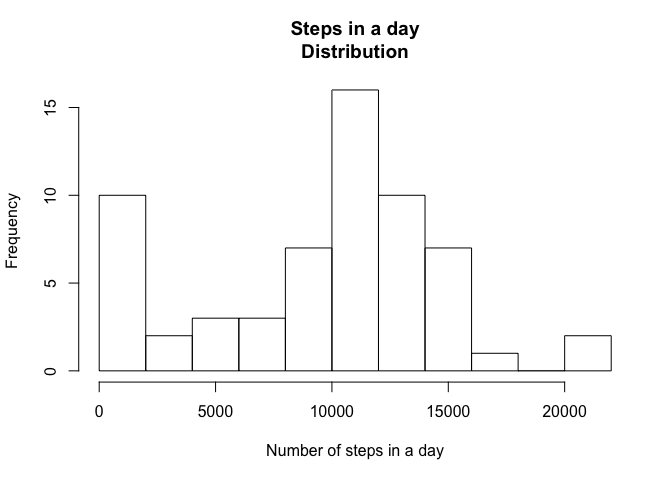 Steps in a day
Distribution
Frequency
15
10
5
0
0 5000 10000 15000 20000
Number of steps in a day